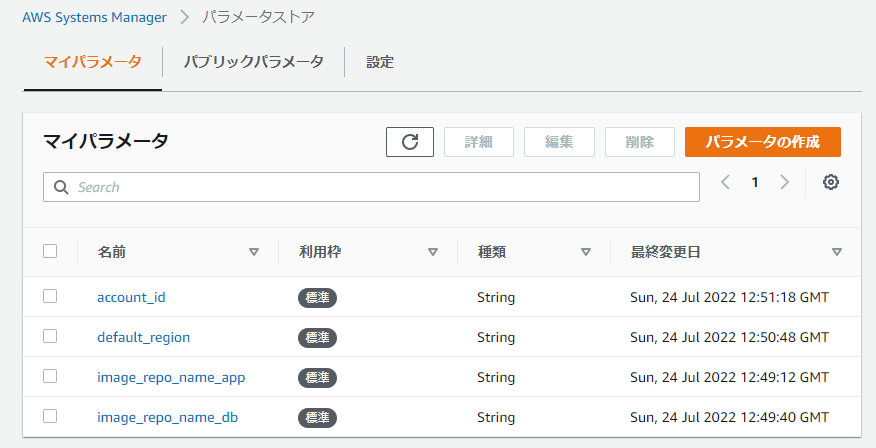 AWS Systems Manager > パラメータストア
マイパラメータ パブリックパラメータ 設定
マイパラメータ 詳細 編集 削除 パラメータの作成
Search 1
名前 利用枠 種類 最終変更日
account_id 標準 String Sun, 24 Jul 2022 12:51:18 GMT
default_region 標準 String Sun, 24 Jul 2022 12:50:48 GMT
image_repo_name_app 標準 String Sun, 24 Jul 2022 12:49:12 GMT
image_repo_name_db 標準 String Sun, 24 Jul 2022 12:49:40 GMT